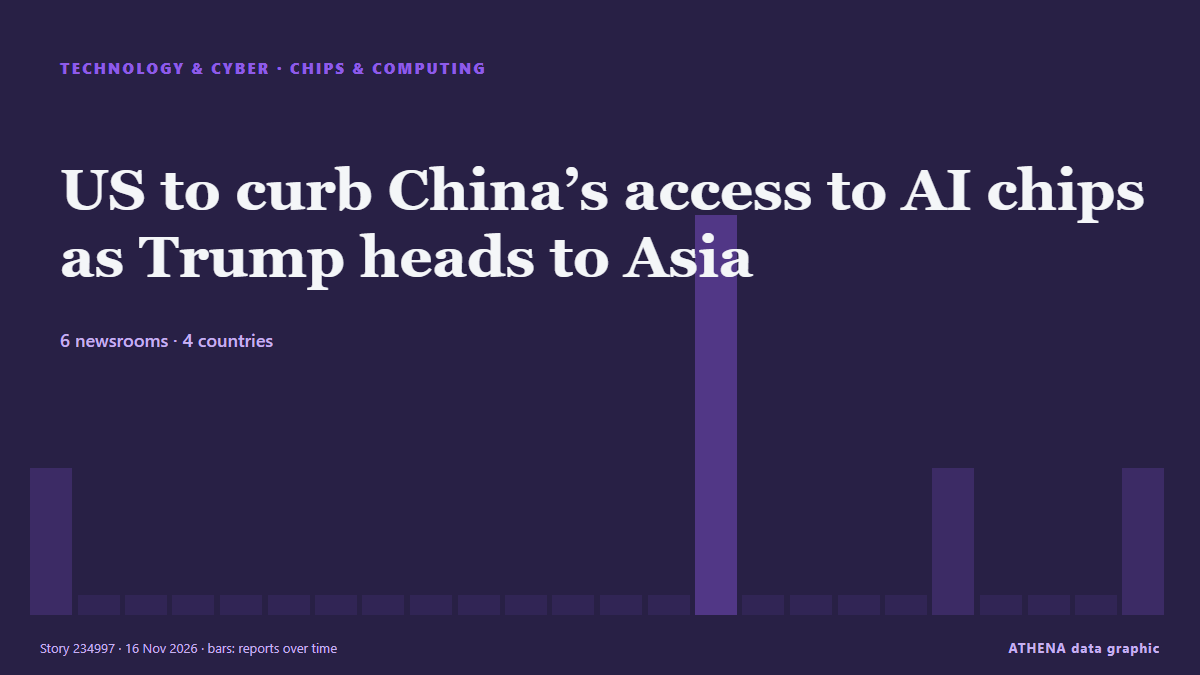 TECHNOLOGY & CYBER · CHIPS & COMPUTING
US to curb China’s access to AI chips
as Trump heads to Asia
6 newsrooms · 4 countries
Story 234997 · 16 Nov 2026 · bars: reports over time
ATHENA data graphic